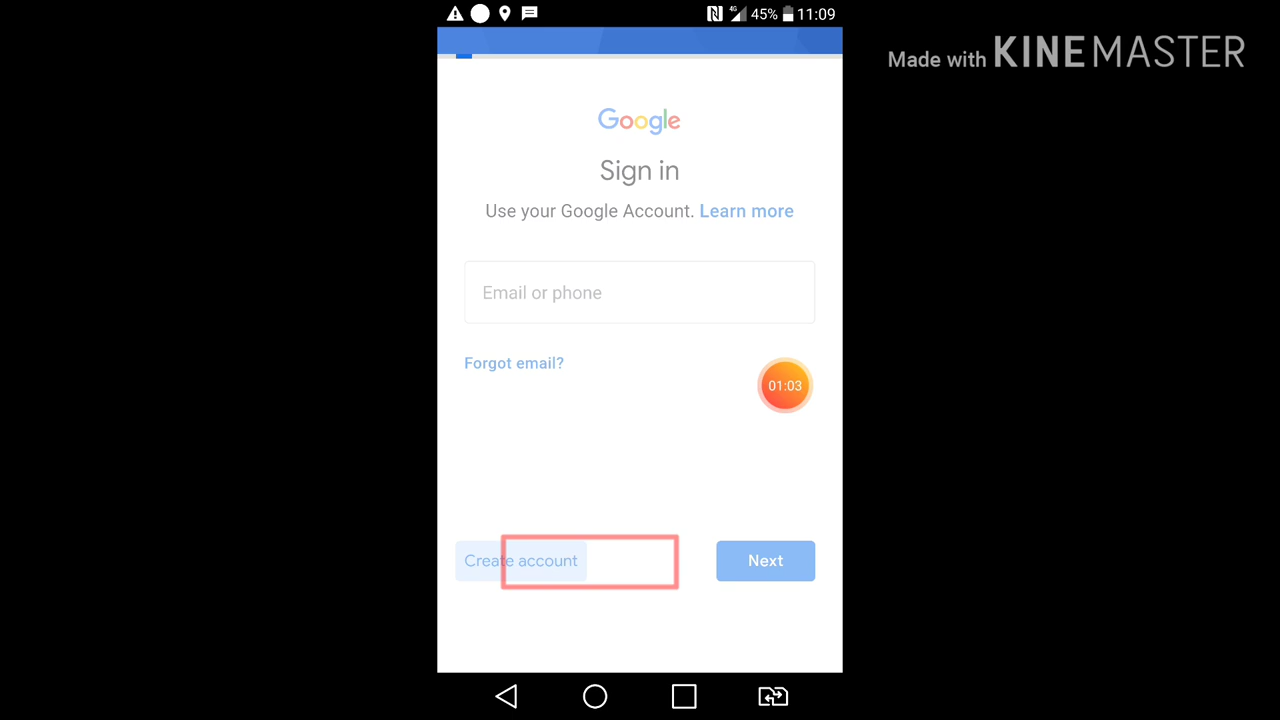 45% 11:09
Made with KINEMASTER
Google
Sign in
Use your Google Account. Learn more
Email or phone
Forgot email?
01:03
Create account
Next